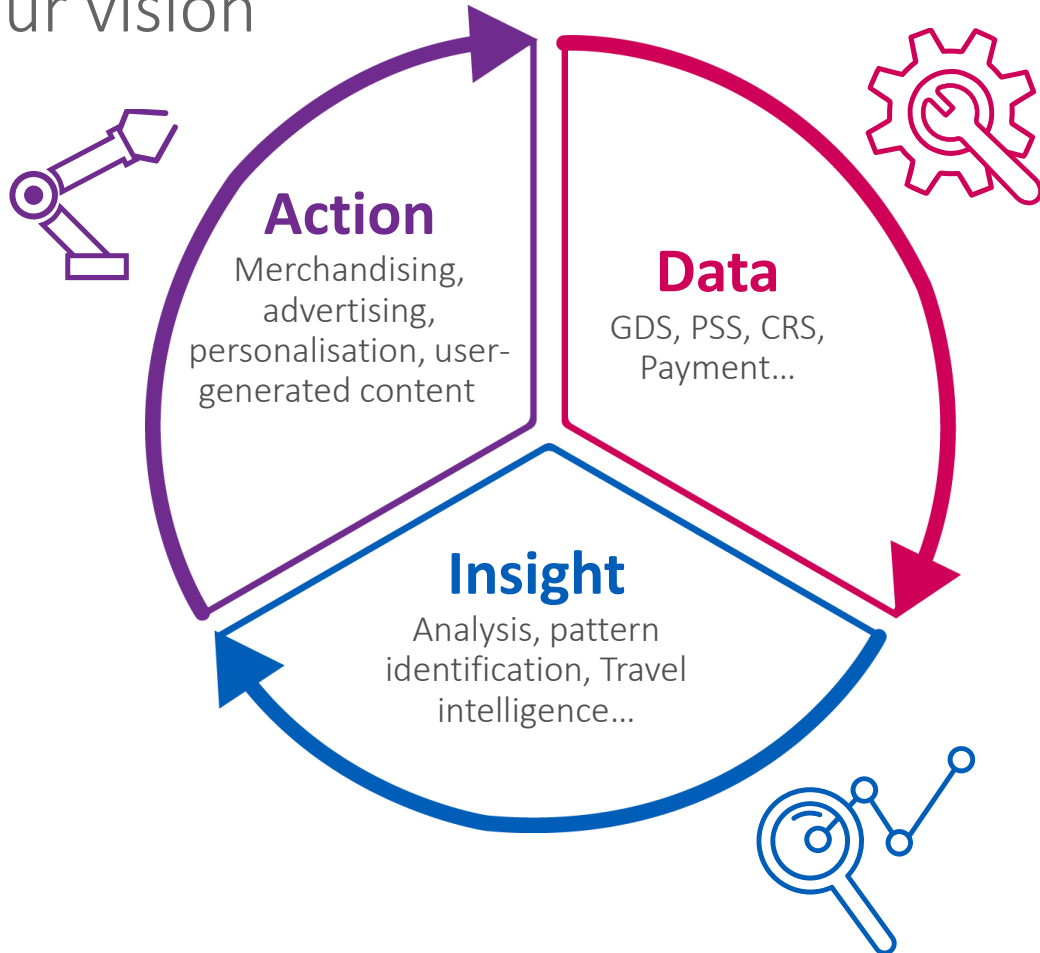 ur vision
Action
Merchandising,
advertising,
personalisation, user-
generated content
Data
GDS, PSS, CRS,
Payment...
Insight
Analysis, pattern
identification, Travel
intelligence...